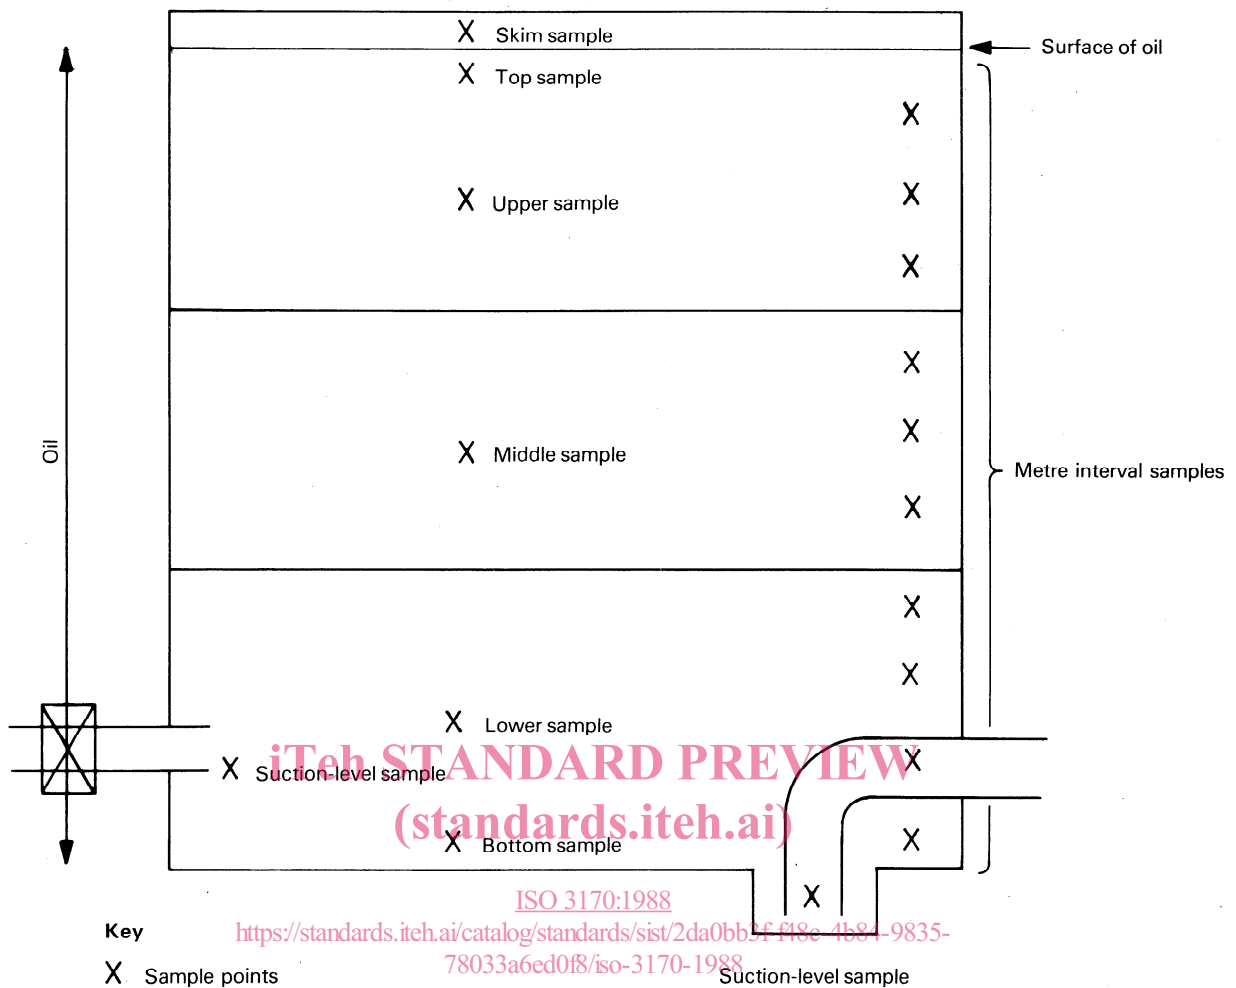 Skim sample
Surface of oil
Top sample
Upper sample
Oil
Middle sample
Metre interval samples
Lower sample
iTeh STANDARD PREVIEW
Suction-level sample
(standards.iteh.ai)
Bottom sample
ISO 3170:1988
Key
https://standards.iteh.ai/catalog/standards/sist/2da0bb3f-f48c-4b84-9835-
78033a6ed0f8/iso-3170-1988
X Sample points
Suction-level sample